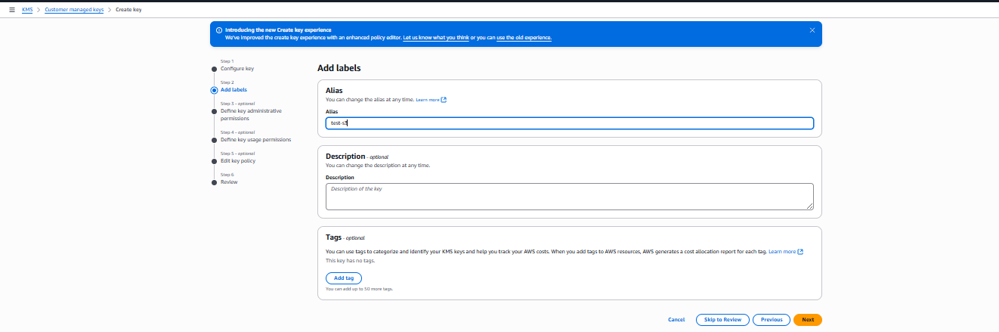 KMS > Customer managed keys > Create key
Introducing the new Create key experience
We've improved the create key experience with an enhanced policy editor. Let us know what you think or you can use the old experience.
Step 1
Configure key
Step 2
Add labels
Step 3 - optional
Define key administrative
permissions
Step 4 - optional
Define key usage permissions
Step 5 - optional
Edit key policy
Step 6
Review
Add labels
Alias
You can change the alias at any time. Learn more
Alias
test-s3
Description - optional
You can change the description at any time.
Description
Description of the key
Tags - optional
You can use tags to categorize and identify your KMS keys and help you track your AWS costs. When you add tags to AWS resources, AWS generates a cost allocation report for each tag. Learn more
This key has no tags.
Add tag
You can add up to 50 more tags.
Cancel
Skip to Review
Previous
Next